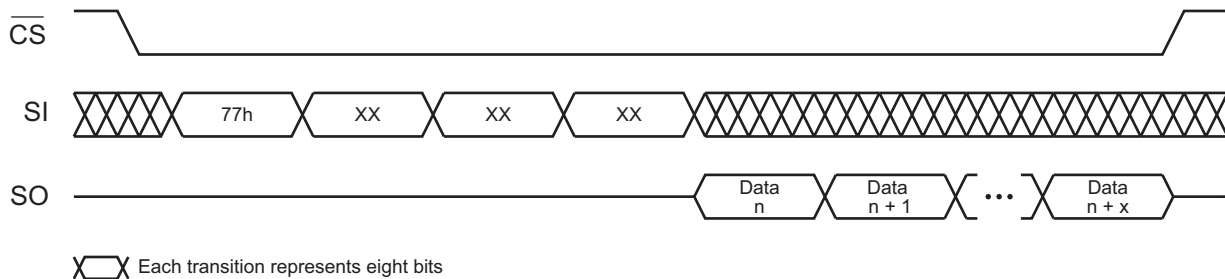 CS
SI
77h
XX
XX
XX
SO
Data
n
Data
n + 1
•••
Data
n + x
Each transition represents eight bits